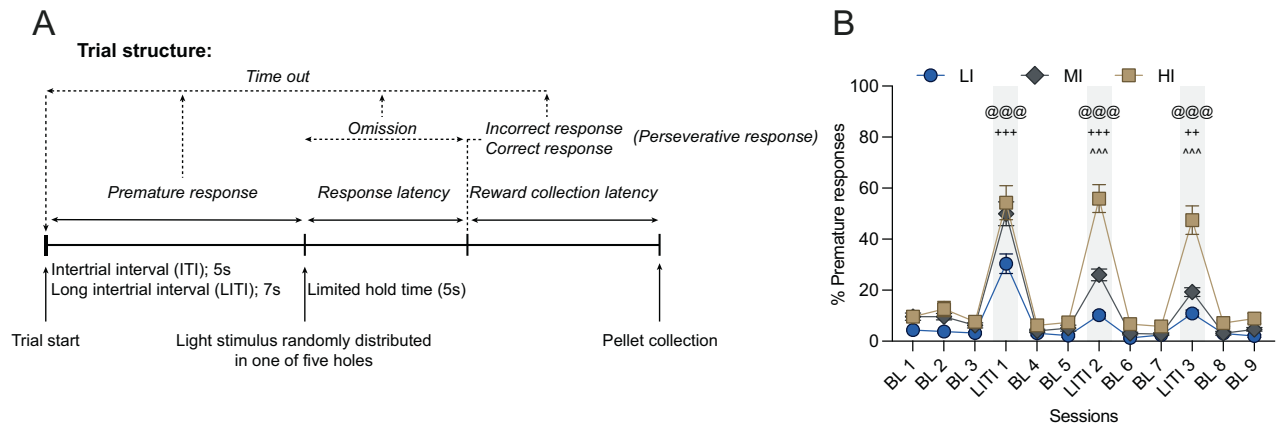 A
Trial structure:
Time out
Omission
Incorrect response
Correct response
(Perseverative response)
Premature response
Response latency
Reward collection latency
Intertrial interval (ITI); 5s
Long intertrial interval (LITI); 7s
Limited hold time (5s)
Trial start
Light stimulus randomly distributed
in one of five holes
Pellet collection
B
LI MI HI
% Premature responses
100
80
60
40
20
0
@@@ @@@ @@@
+++ +++ ++
^^^ ^^^
BL 1 BL 2 BL 3 LITI 1 BL 4 BL 5 LITI 2 BL 6 BL 7 LITI 3 BL 8 BL 9
Sessions